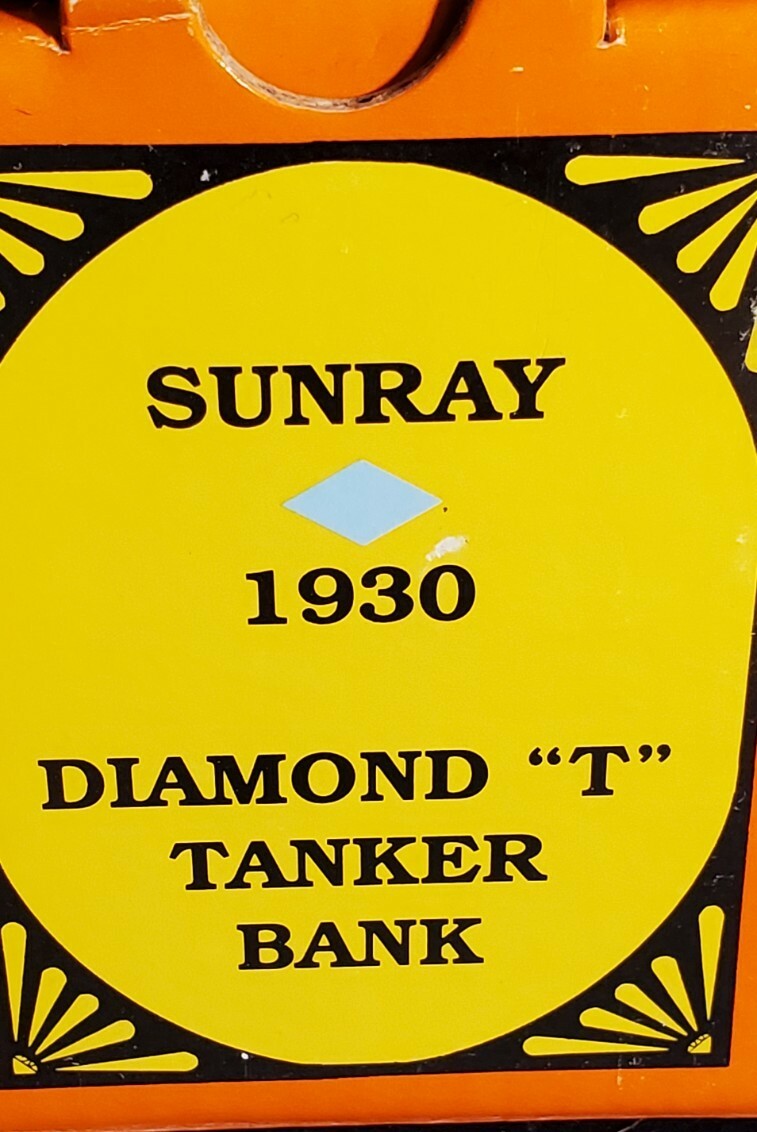 SUNRAY
1930
DIAMOND “T”
TANKER
BANK